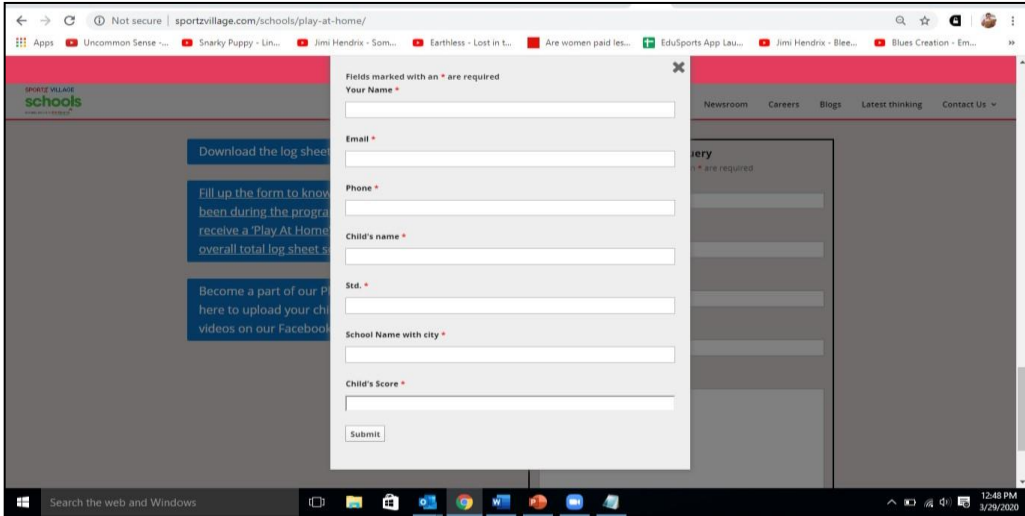 Not secure | sportzvillage.com/schools/play-at-home/
Apps Uncommon Sense -... Snarky Puppy - Lin... Jimi Hendrix - Som... Earthless - Lost in t... Are women paid les... EduSports App Lau... Jimi Hendrix - Blee... Blues Creation - Em... »
SPORTZ VILLAGE
schools
Newsroom Careers Blogs Latest thinking Contact Us
Download the log sheet
Fill up the form to know
been during the progra
receive a 'Play At Home'
overall total log sheet s
Become a part of our Pl
here to upload your chi
videos on our Facebook
Fields marked with an * are required
Your Name *
Email *
Phone *
Child's name *
Std. *
School Name with city *
Child's Score *
Submit
uery
* are required
Search the web and Windows
12:48 PM
3/29/2020